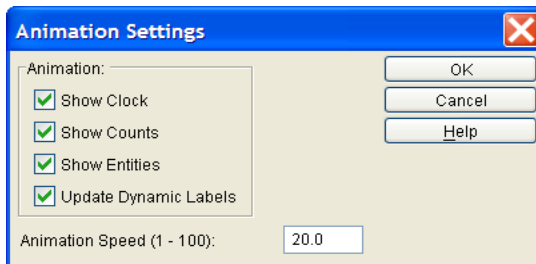 Animation Settings
Animation:
OK
Show Clock
Cancel
Show Counts
Help
Show Entities
Update Dynamic Labels
Animation Speed (1 - 100): 20.0